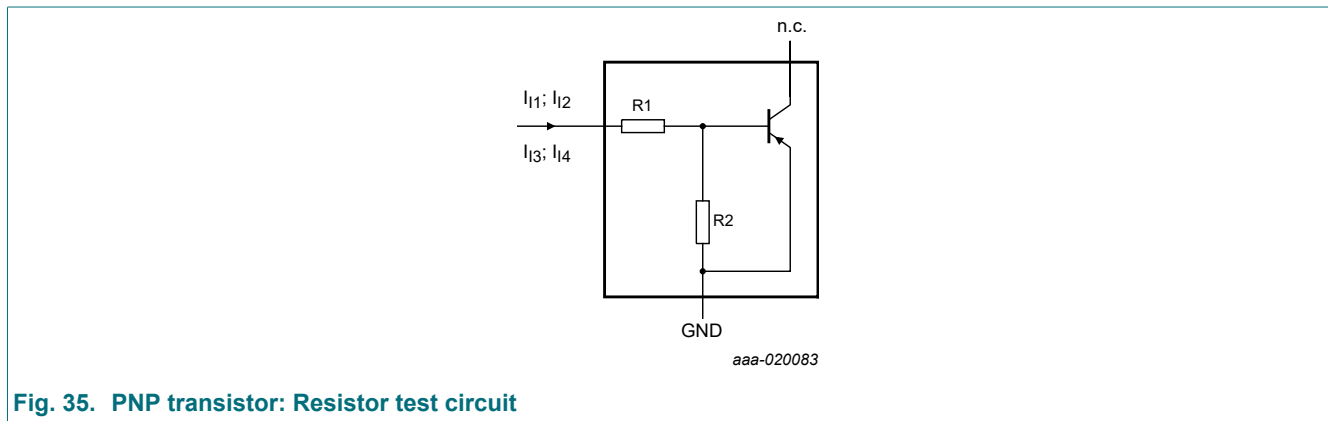 n.c.
I_I1; I_I2
R1
I_I3; I_I4
R2
GND
aaa-020083
Fig. 35. PNP transistor: Resistor test circuit